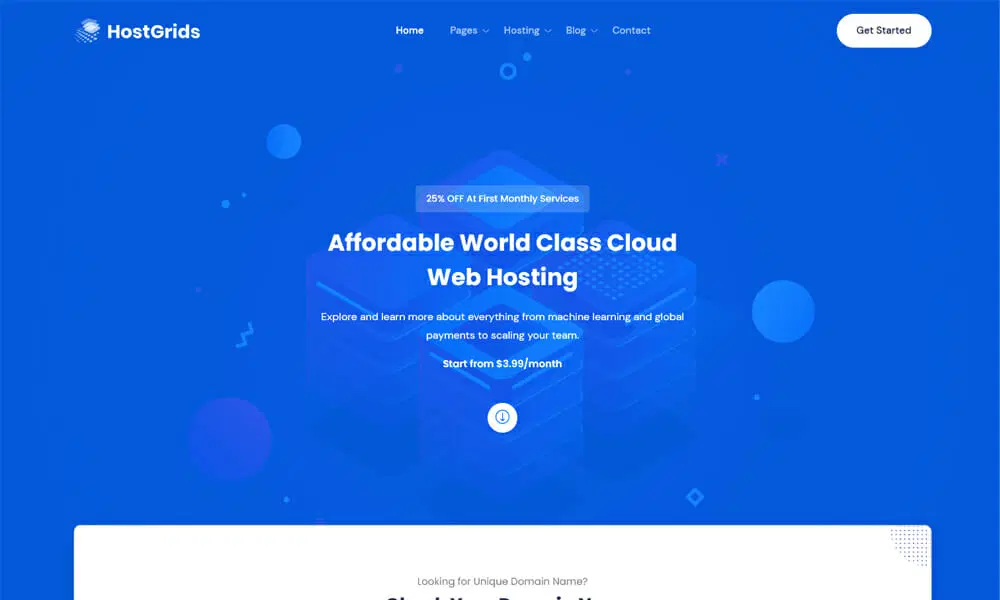 HostGrids
Home Pages Hosting Blog Contact
Get Started
25% OFF At First Monthly Services
Affordable World Class Cloud
Web Hosting
Explore and learn more about everything from machine learning and global
payments to scaling your team.
Start from $3.99/month
Looking for Unique Domain Name?